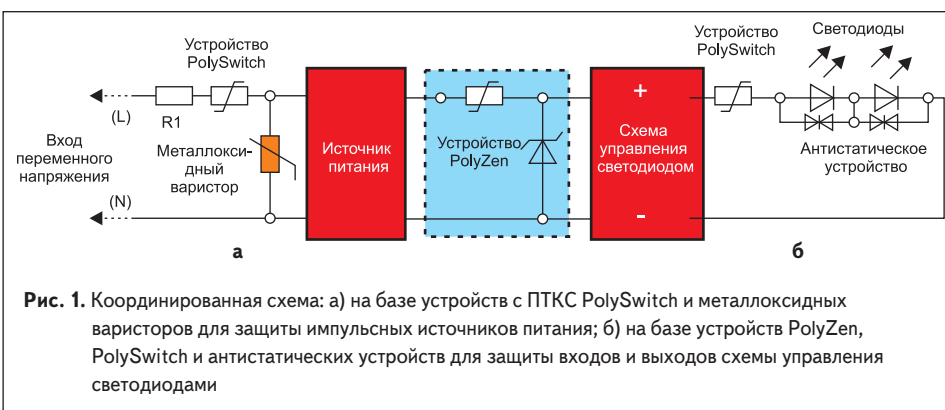 Устройство
PolySwitch
(L)
R1
Вход
переменного
напряжения
Металлокси-
дный
варистор
(N)
Источник
питания
Устройство
PolyZen
+
Схема
управления
светодиодом
-
Устройство
PolySwitch
Светодиоды
Антистатическое
устройство
а
б
Рис. 1. Координированная схема: а) на базе устройств с ПТКС PolySwitch и металлоксидных
варисторов для защиты импульсных источников питания; б) на базе устройств PolyZen,
PolySwitch и антистатических устройств для защиты входов и выходов схемы управления
светодиодами